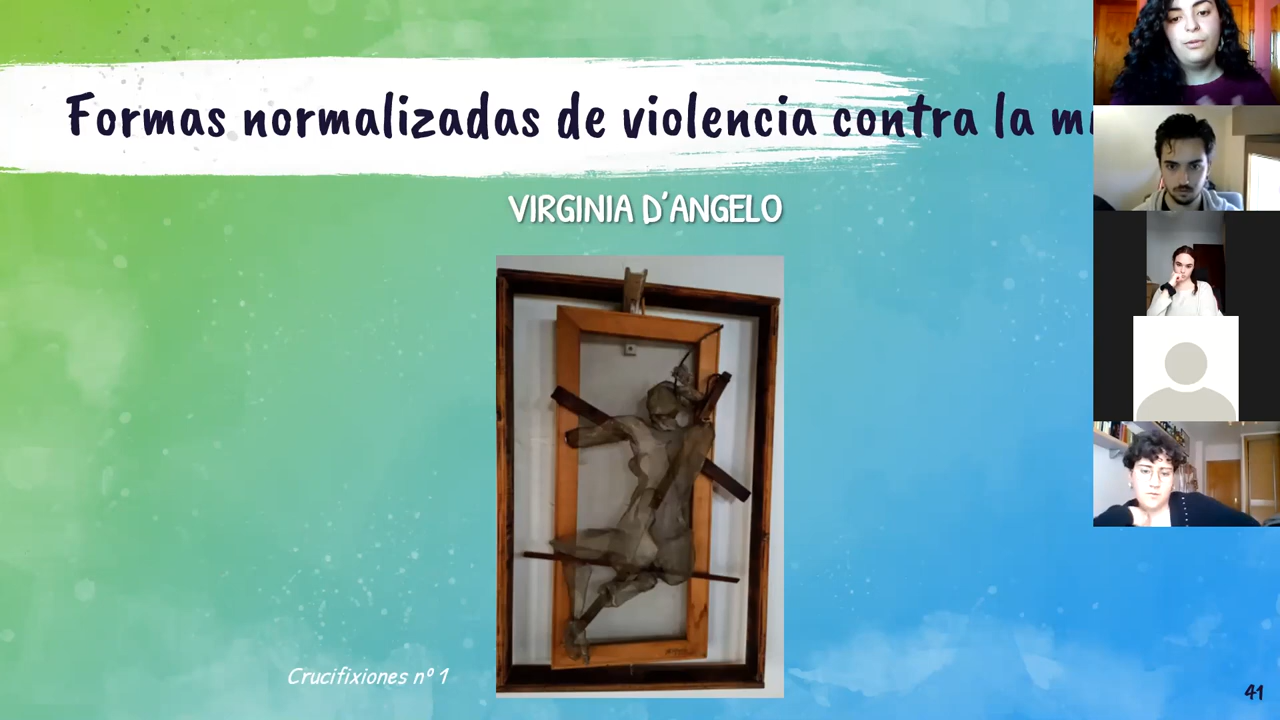 Formas normalizadas de violencia contra la
VIRGINIA D'ANGELO
Crucifixiones nº 1
41